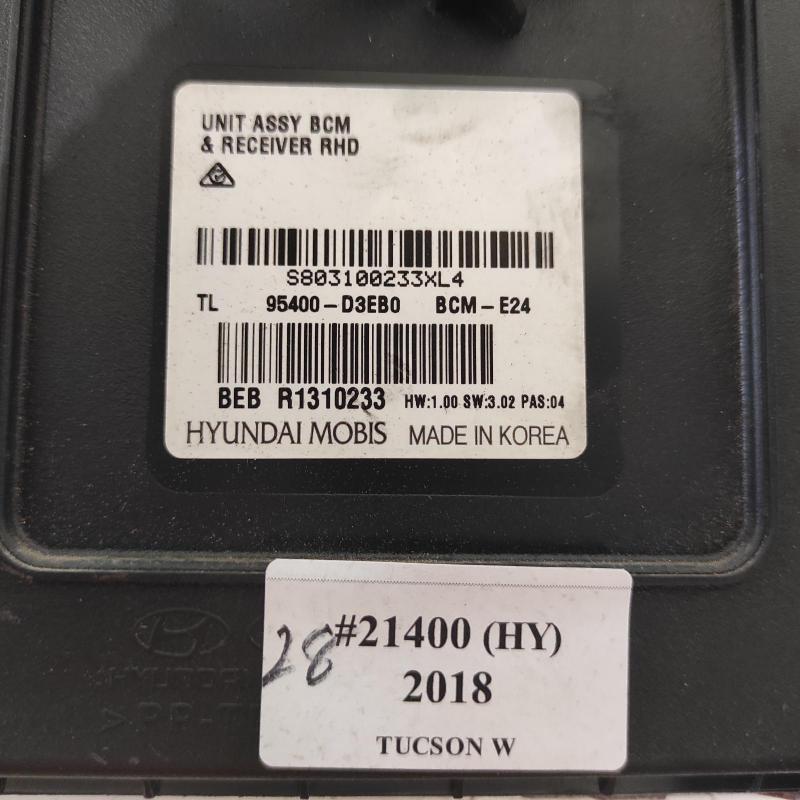 UNIT ASSY BCM
& RECEIVER RHD
S803100233XL4
TL 95400-D3EB0 BCM-E24
BEB R1310233 HW:1.00 SW:3.02 PAS:04
HYUNDAI MOBIS MADE IN KOREA
28 #21400 (HY)
2018
TUCSON W